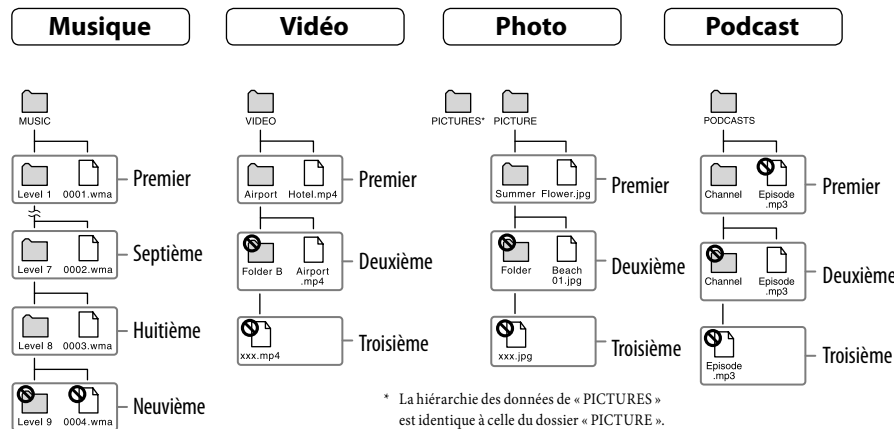 Musique
Vidéo
Photo
Podcast
MUSIC
VIDEO
PICTURES*
PICTURE
PODCASTS
Level 1
0001.wma
Premier
Airport
Hotel.mp4
Premier
Summer
Flower.jpg
Premier
Channel
Episode
.mp3
Premier
Level 7
0002.wma
Septième
Folder B
Airport
.mp4
Deuxième
Folder
Beach
01.jpg
Deuxième
Channel
Episode
.mp3
Deuxième
Level 8
0003.wma
Huitième
xxx.mp4
Troisième
xxx.jpg
Troisième
Episode
.mp3
Troisième
Level 9
0004.wma
Neuvième
* La hiérarchie des données de « PICTURES »
est identique à celle du dossier « PICTURE ».